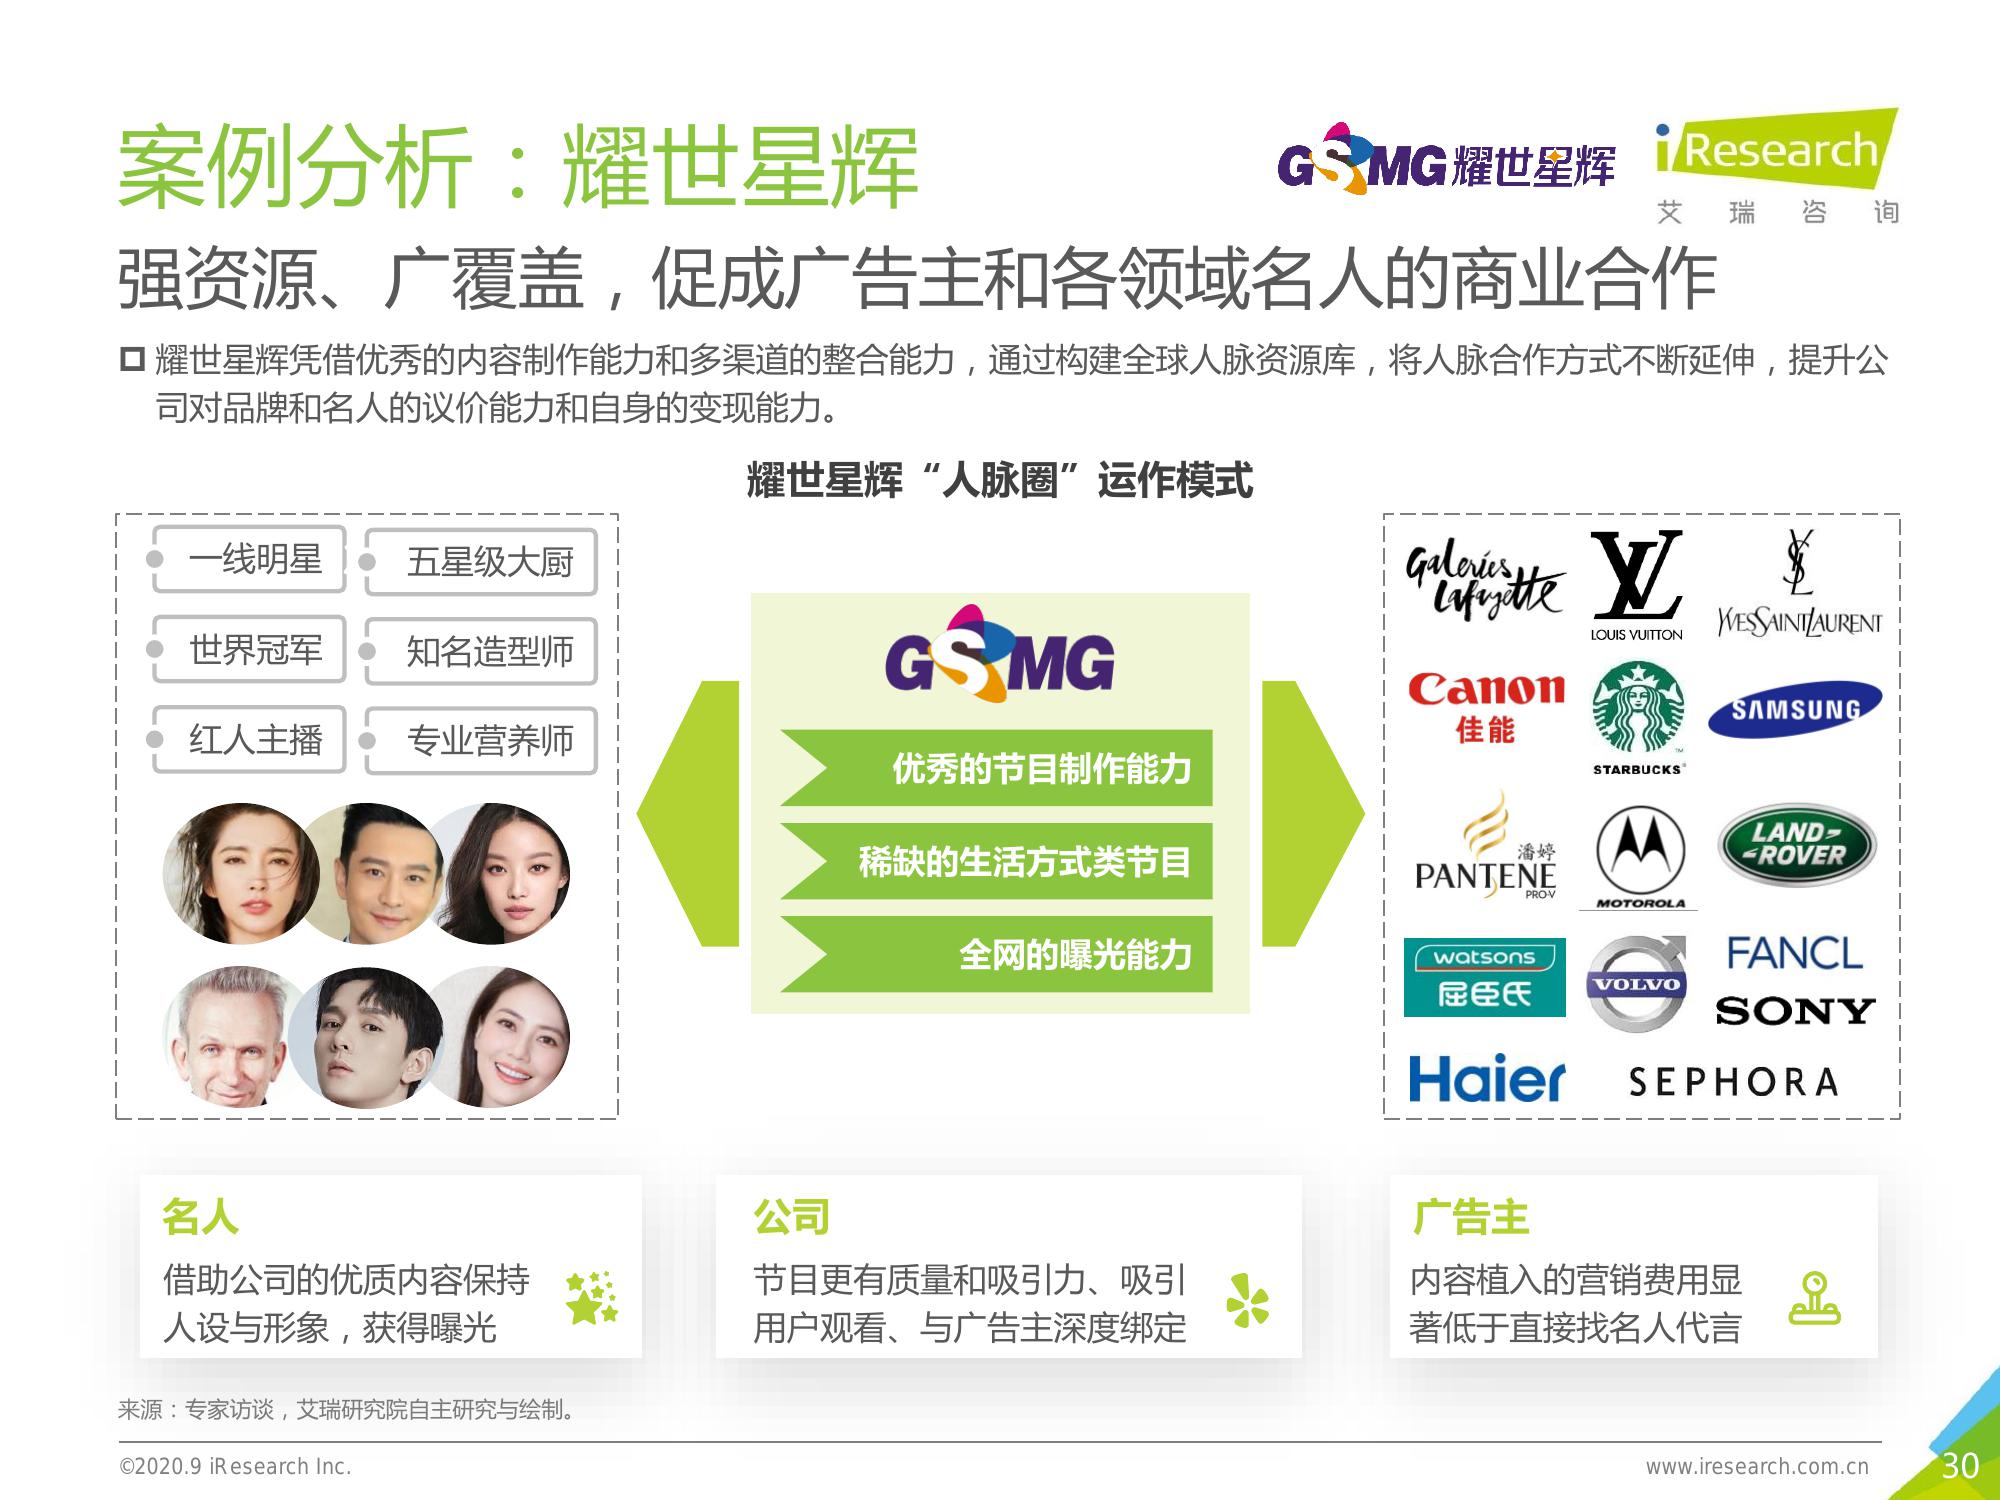 案例分析：耀世星辉
GSMG耀世星辉
iResearch
艾瑞咨询
强资源、广覆盖，促成广告主和各领域名人的商业合作
耀世星辉凭借优秀的内容制作能力和多渠道的整合能力，通过构建全球人脉资源库，将人脉合作方式不断延伸，提升公
司对品牌和名人的议价能力和自身的变现能力。
耀世星辉“人脉圈”运作模式
一线明星
五星级大厨
世界冠军
知名造型师
红人主播
专业营养师
GSMG
优秀的节目制作能力
稀缺的生活方式类节目
全网的曝光能力
Galeries
Lafayette
LV
LOUIS VUITTON
YSL
YVESSAINTLAURENT
Canon
佳能
STARBUCKS
SAMSUNG
潘婷
PANTENE
PRO-V
MOTOROLA
LAND-
-ROVER
watsons
屈臣氏
VOLVO
FANCL
SONY
Haier
SEPHORA
名人
借助公司的优质内容保持
人设与形象，获得曝光
公司
节目更有质量和吸引力、吸引
用户观看、与广告主深度绑定
广告主
内容植入的营销费用显
著低于直接找名人代言
来源：专家访谈，艾瑞研究院自主研究与绘制。
©2020.9 iResearch Inc.
www.iresearch.com.cn
30